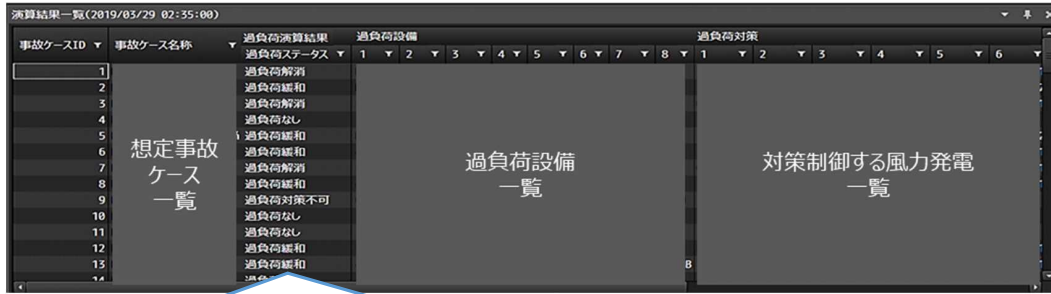 演算結果一覧(2019/03/29 02:35:00)
事故ケースID 事故ケース名称 過負荷演算結果 過負荷設備 過負荷対策
過負荷ステータス 1 2 3 4 5 6 7 8 1 2 3 4 5 6
1 過負荷解消
2 過負荷緩和
3 過負荷解消
4 過負荷なし
5 過負荷緩和
6 過負荷緩和
7 過負荷解消
8 過負荷緩和
9 過負荷対策不可
10 過負荷なし
11 過負荷なし
12 過負荷緩和
13 過負荷緩和 B
14
想定事故
ケース
一覧
過負荷設備
一覧
対策制御する風力発電
一覧